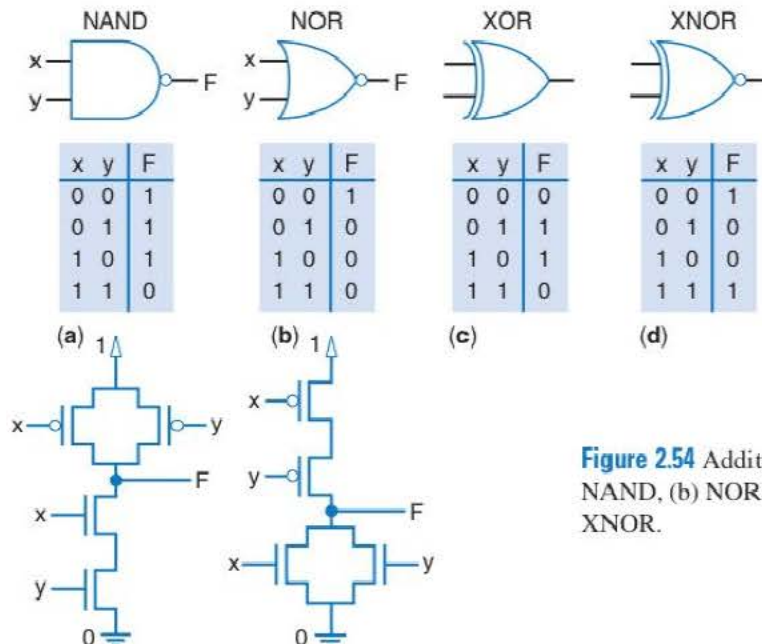 NAND NOR XOR XNOR
x
y
F
x
y
F
x y F
0 0 1
0 1 1
1 0 1
1 1 0
x y F
0 0 1
0 1 0
1 0 0
1 1 0
x y F
0 0 0
0 1 1
1 0 1
1 1 0
x y F
0 0 1
0 1 0
1 0 0
1 1 1
(a) (b) (c) (d)
1
x
y
F
x
y
0
1
x
y
F
x
y
0
Figure 2.54 Addit
NAND, (b) NOR
XNOR.